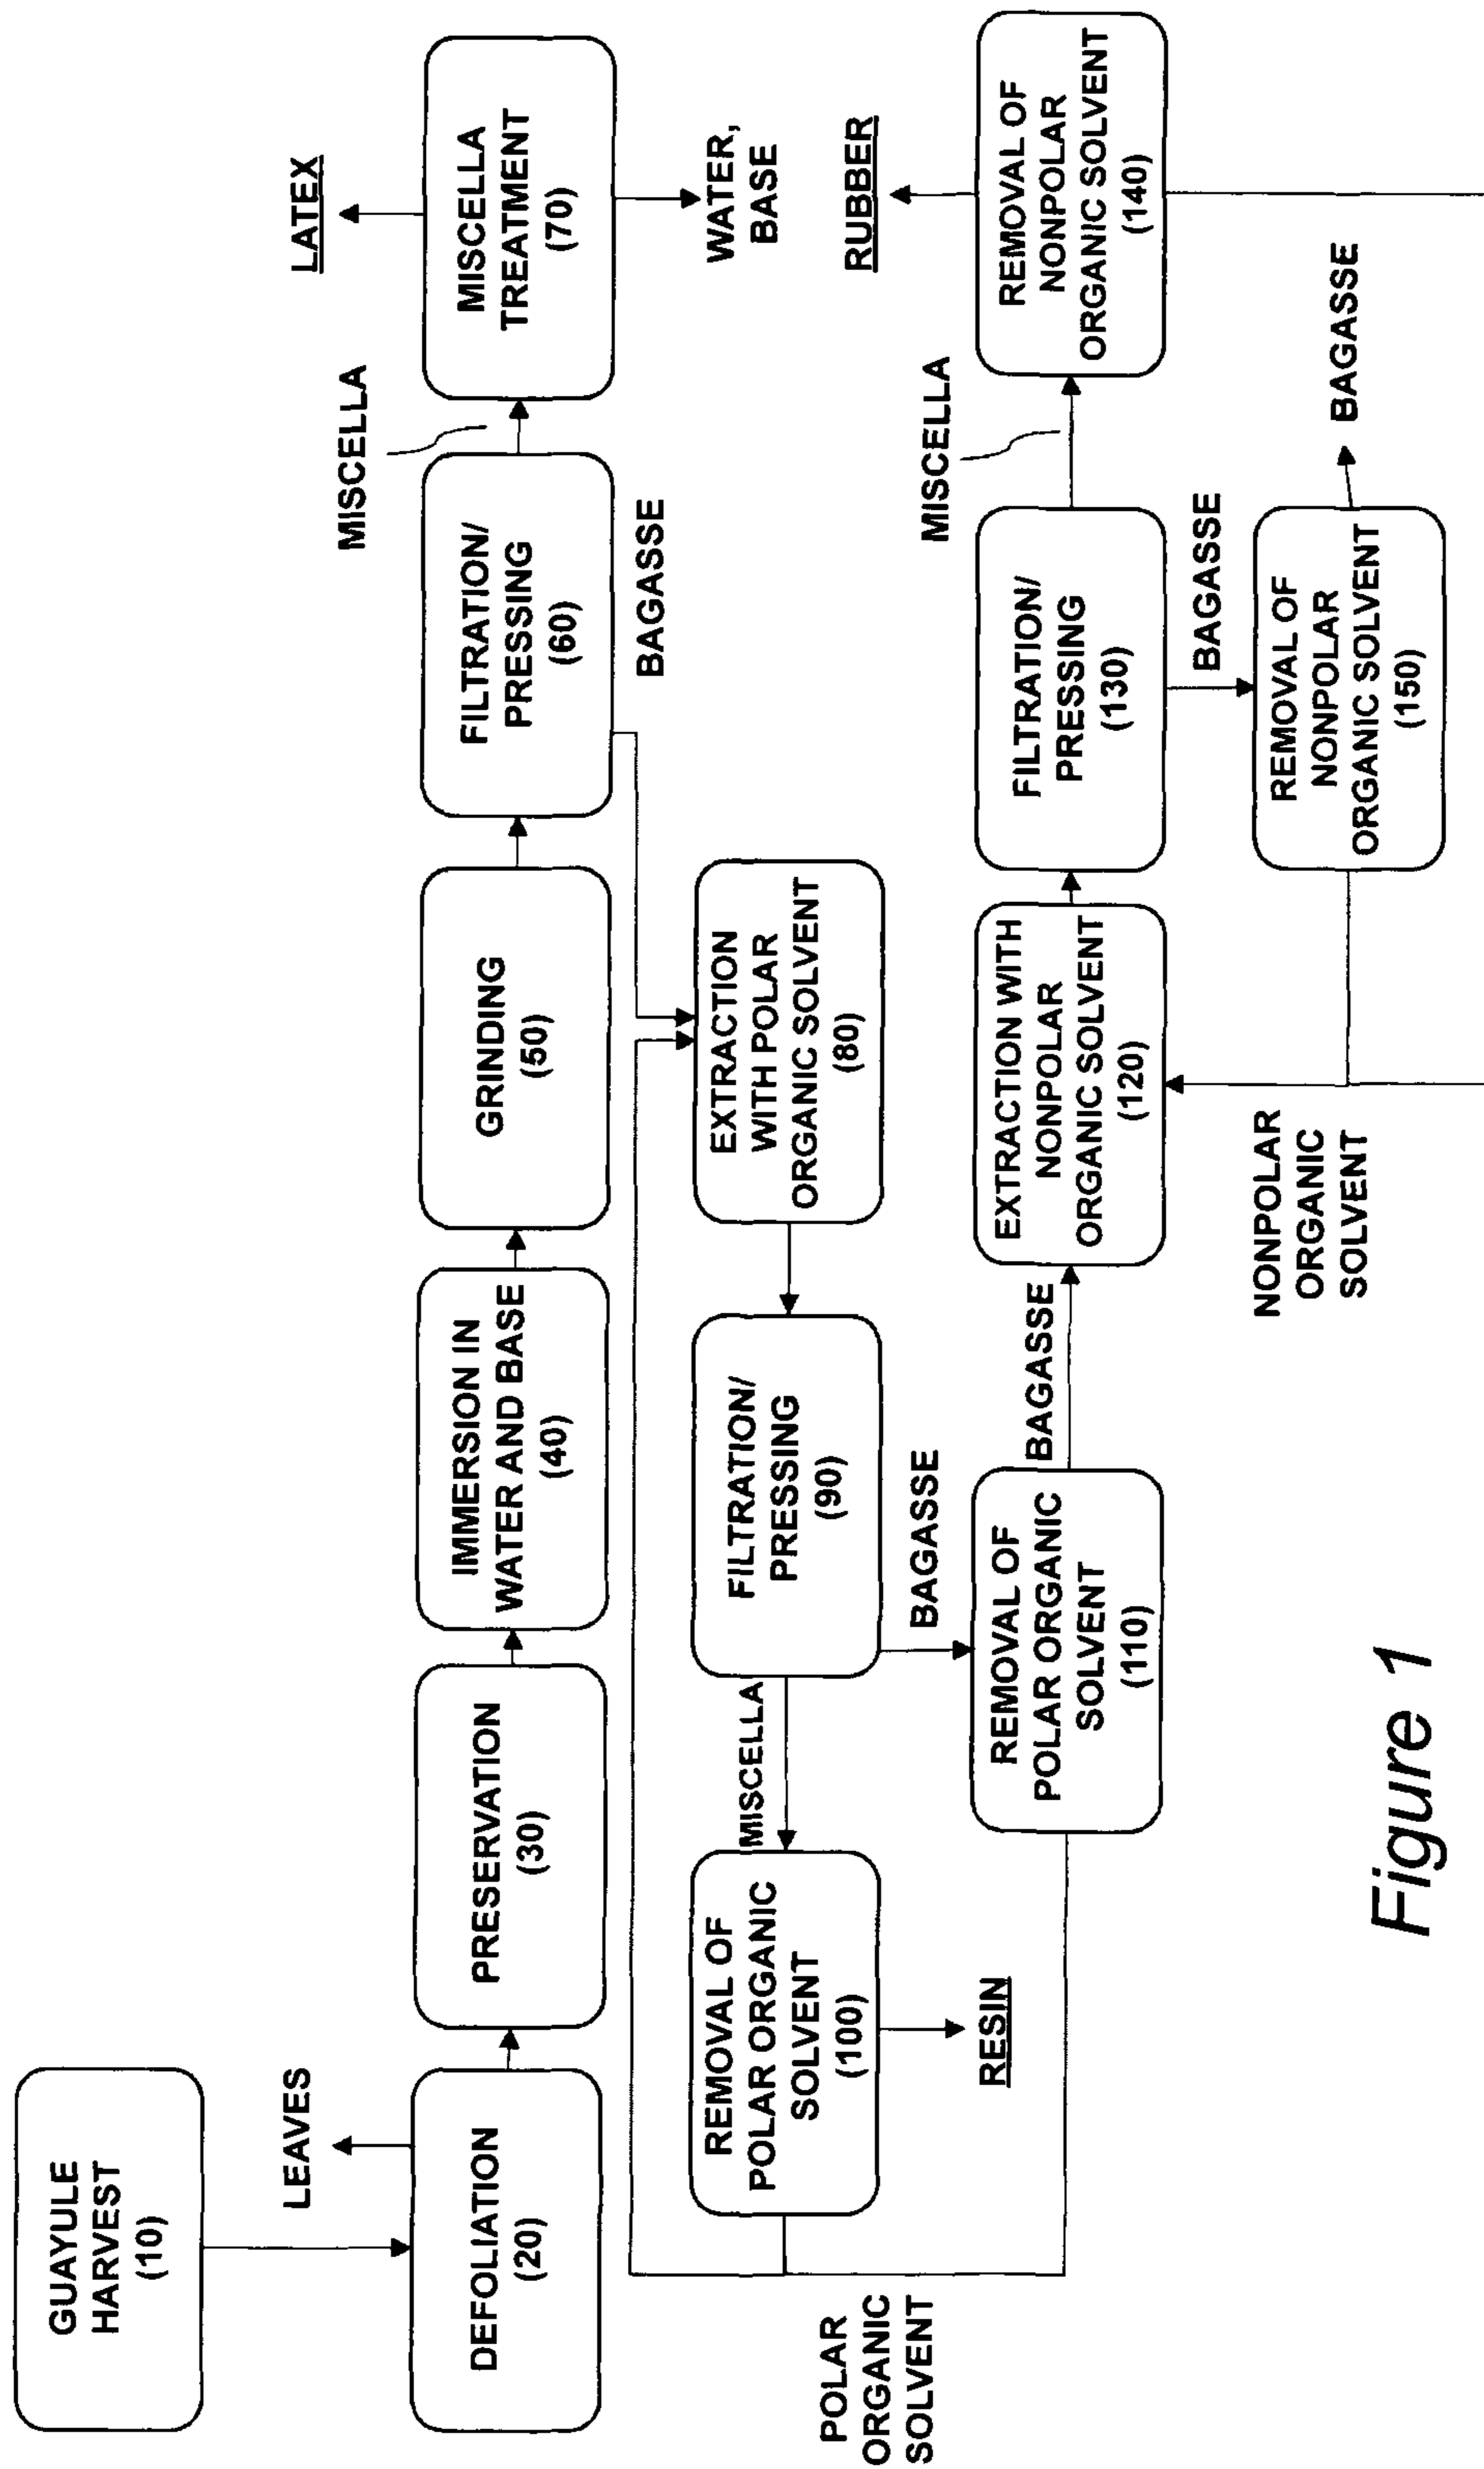 GUAYULE
HARVEST
(10)
LEAVES
DEFOLIATION
(20)
PRESERVATION
(30)
IMMERSION IN
WATER AND BASE
(40)
GRINDING
(50)
FILTRATION/
PRESSING
(60)
MISCELLA
MISCELLA
TREATMENT
(70)
LATEX
WATER,
BASE
BAGASSE
EXTRACTION
WITH POLAR
ORGANIC SOLVENT
(80)
FILTRATION/
PRESSING
(90)
MISCELLA
REMOVAL OF
POLAR ORGANIC
SOLVENT
(100)
RESIN
POLAR
ORGANIC
SOLVENT
BAGASSE
REMOVAL OF
POLAR ORGANIC
SOLVENT
(110)
BAGASSE
EXTRACTION WITH
NONPOLAR
ORGANIC SOLVENT
(120)
FILTRATION/
PRESSING
(130)
MISCELLA
REMOVAL OF
NONPOLAR
ORGANIC SOLVENT
(140)
RUBBER
BAGASSE
REMOVAL OF
NONPOLAR
ORGANIC SOLVENT
(150)
BAGASSE
NONPOLAR
ORGANIC
SOLVENT
Figure 1